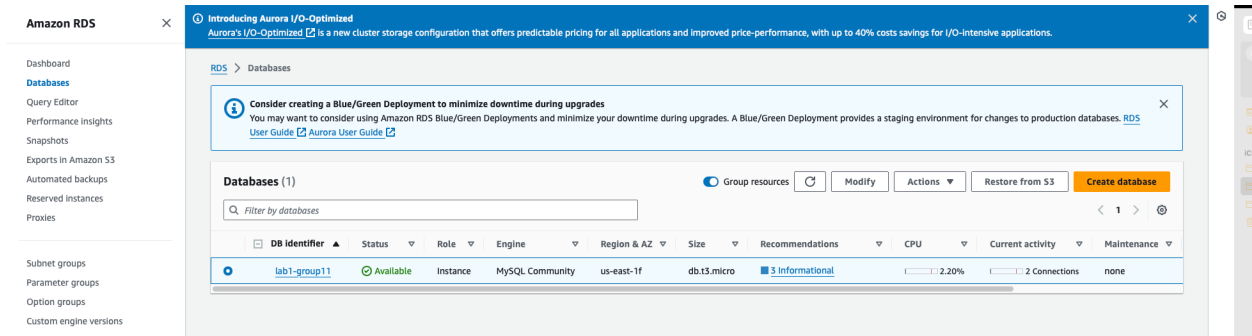 Amazon RDS
Dashboard
Databases
Query Editor
Performance insights
Snapshots
Exports in Amazon S3
Automated backups
Reserved instances
Proxies
Subnet groups
Parameter groups
Option groups
Custom engine versions
Introducing Aurora I/O-Optimized
Aurora's I/O-Optimized is a new cluster storage configuration that offers predictable pricing for all applications and improved price-performance, with up to 40% costs savings for I/O-intensive applications.
RDS > Databases
Consider creating a Blue/Green Deployment to minimize downtime during upgrades
You may want to consider using Amazon RDS Blue/Green Deployments and minimize your downtime during upgrades. A Blue/Green Deployment provides a staging environment for changes to production databases. RDS
User Guide Aurora User Guide
Databases (1) Group resources Modify Actions Restore from S3 Create database
Filter by databases < 1 >
DB identifier Status Role Engine Region & AZ Size Recommendations CPU Current activity Maintenance
lab1-group11 Available Instance MySQL Community us-east-1f db.t3.micro 3 Informational 2.20% 2 Connections none